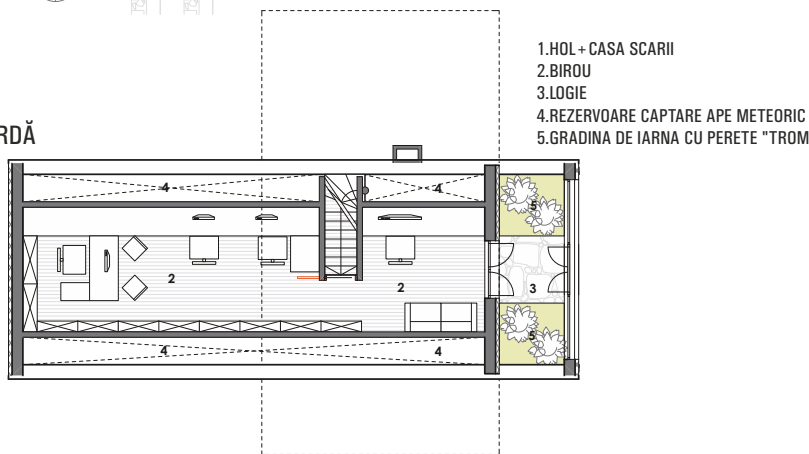 1.HOL+CASA SCARII
2.BIROU
3.LOGIE
4.REZERVOARE CAPTARE APE METEORIC
5.GRADINA DE IARNA CU PERETE "TROM
RDĂ
4
4
5
2
2
3
4
4
5